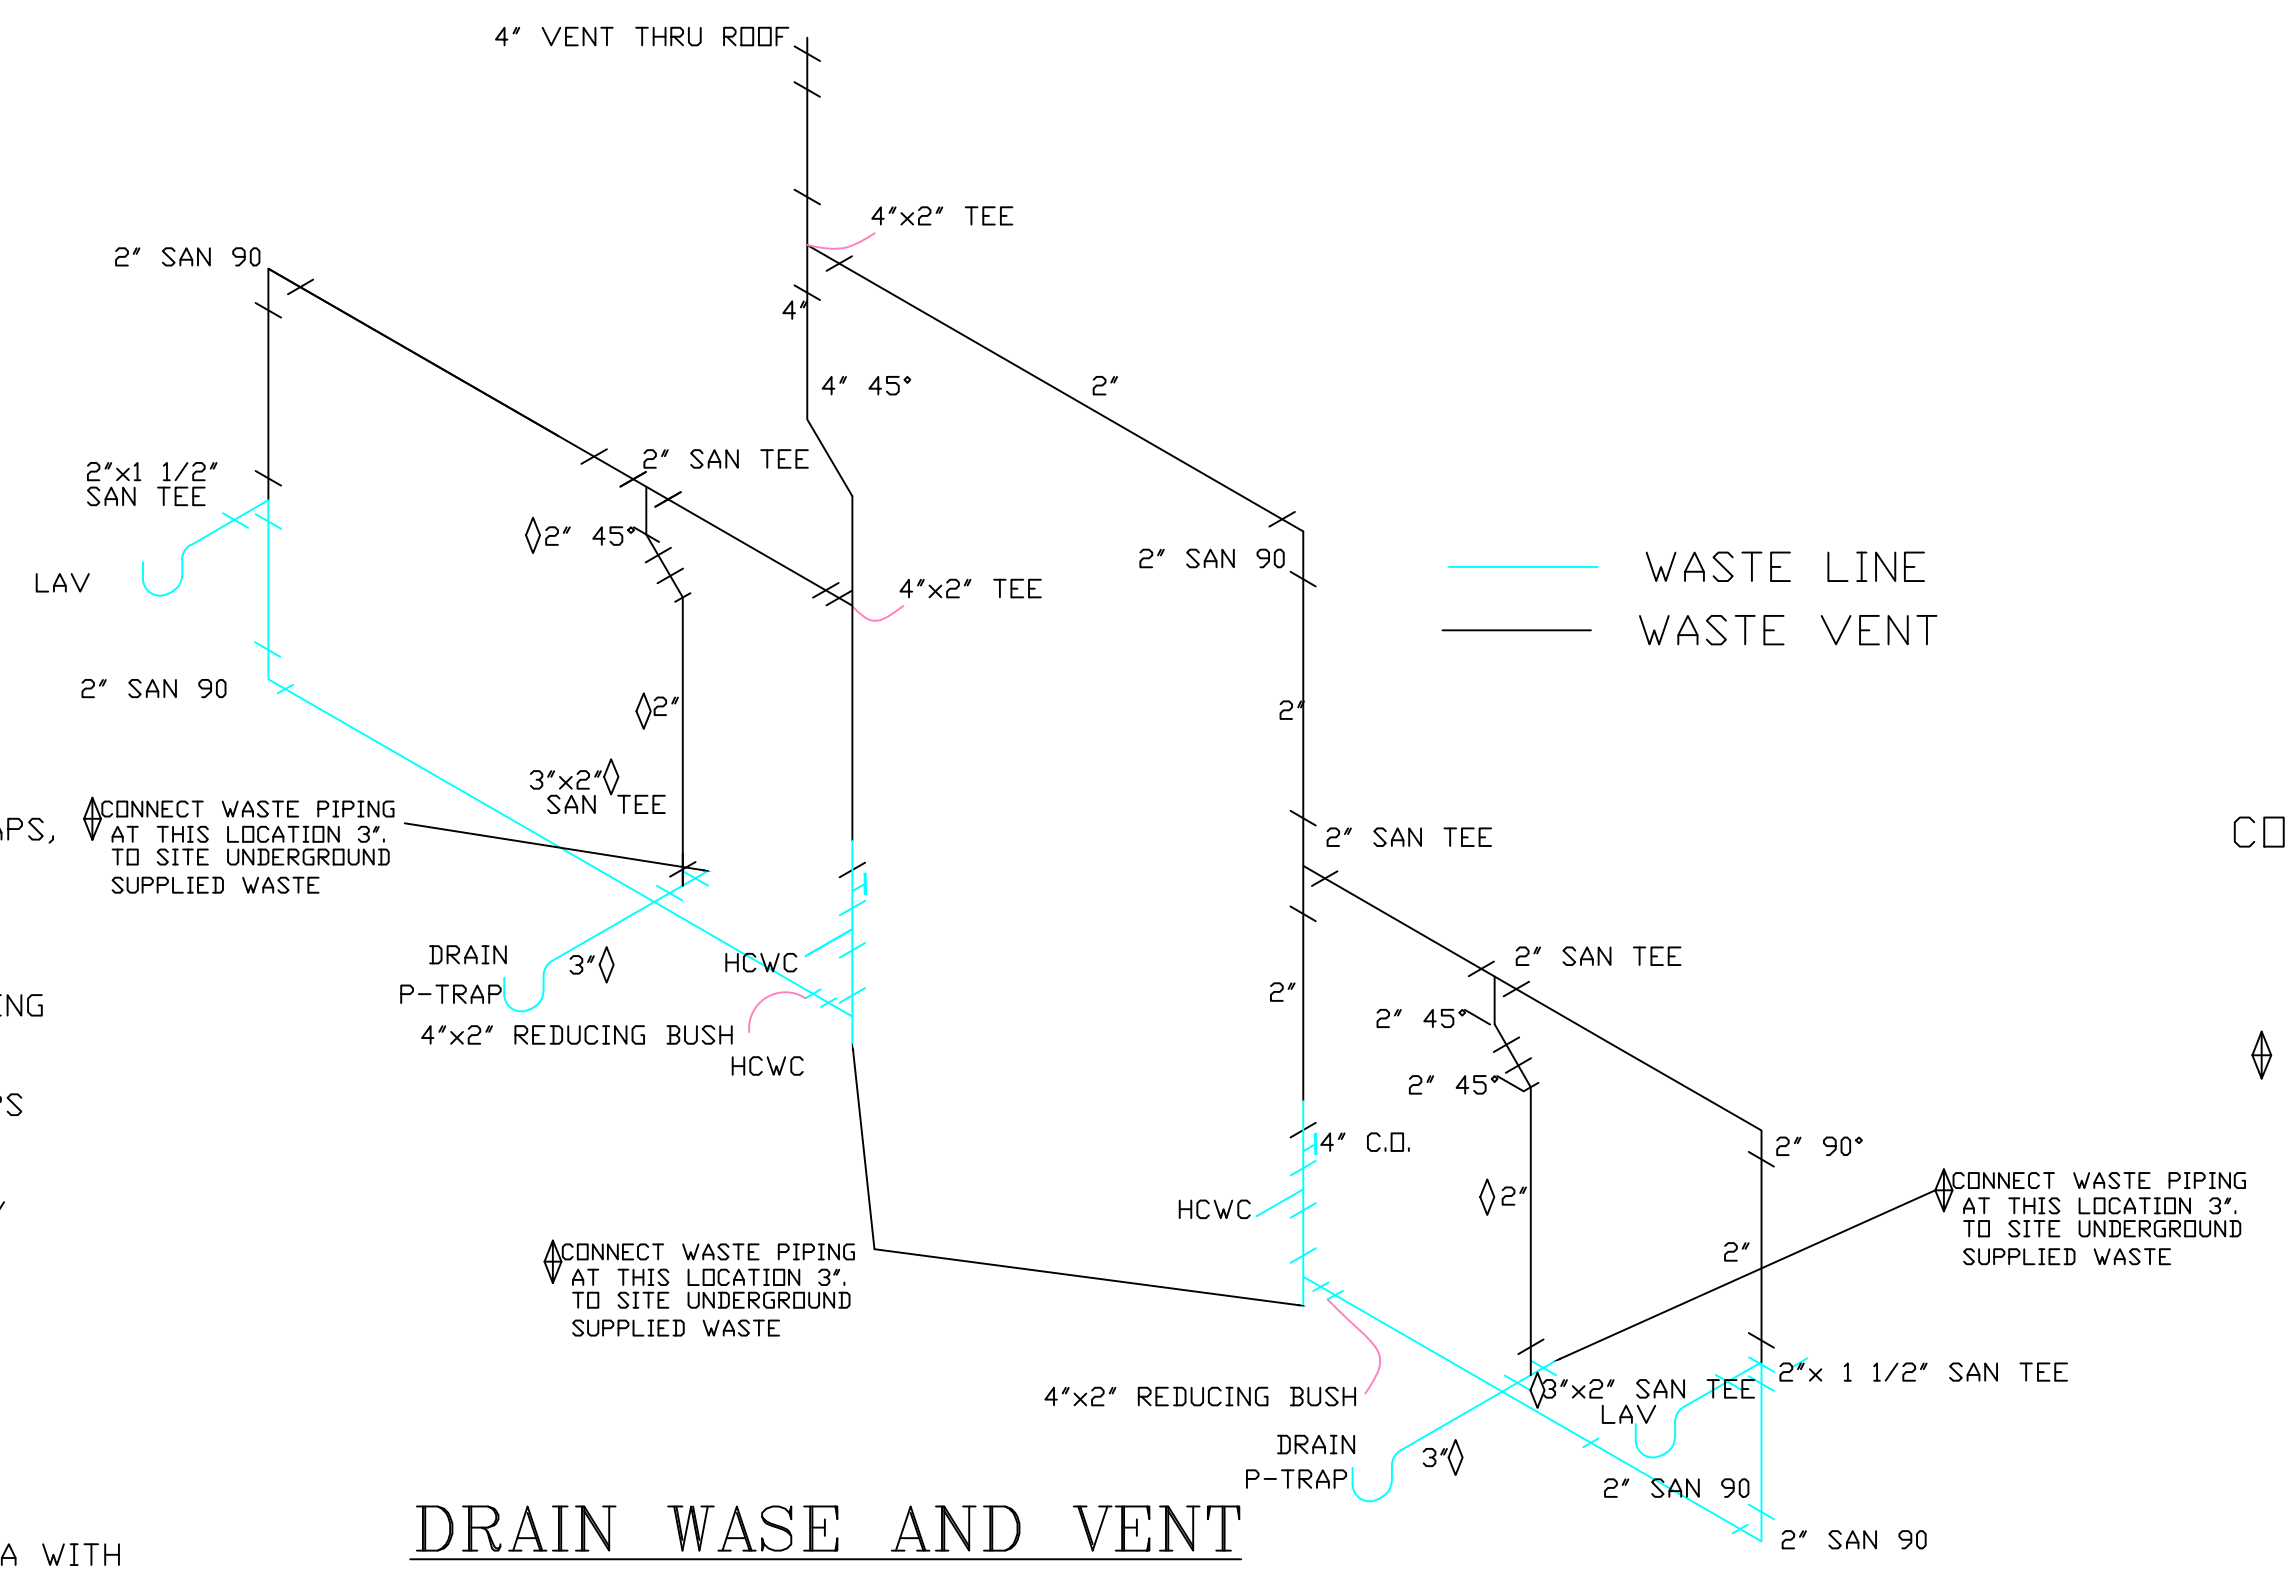 4" VENT THRU ROOF
4"x2" TEE
2" SAN 90
4"
4" 45°
2"
2" SAN TEE
2"x1 1/2"
SAN TEE
2" 45°
2" SAN 90
WASTE LINE
LAV
4"x2" TEE
WASTE VENT
2" SAN 90
2"
2"
3"x2"
SAN TEE
CONNECT WASTE PIPING
AT THIS LOCATION 3".
TO SITE UNDERGROUND
SUPPLIED WASTE
APS,
2" SAN TEE
CO
DRAIN
P-TRAP
3"
HCWC
2" SAN TEE
2"
ING
2" 45°
4"x2" REDUCING BUSH
HCWC
2" 45°
PS
4" C.O.
2" 90°
HCWC
2"
CONNECT WASTE PIPING
AT THIS LOCATION 3".
TO SITE UNDERGROUND
SUPPLIED WASTE
2"
CONNECT WASTE PIPING
AT THIS LOCATION 3".
TO SITE UNDERGROUND
SUPPLIED WASTE
2"x 1 1/2" SAN TEE
3"x2" SAN TEE
4"x2" REDUCING BUSH
LAV
DRAIN
P-TRAP
3"
2" SAN 90
2" SAN 90
DRAIN WASE AND VENT
A WITH